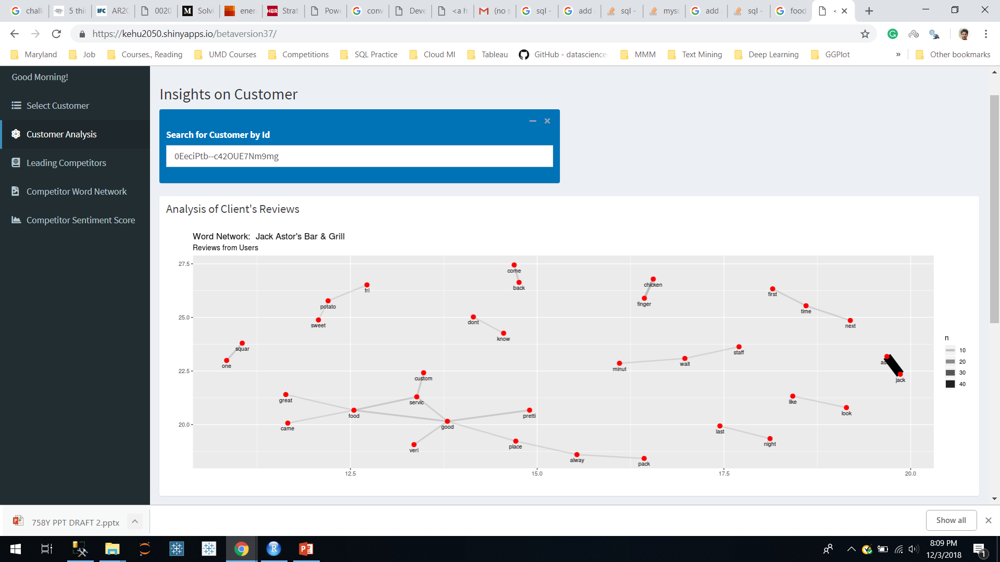 chall
5 thi
IFC AR20
0020
M Solvi
ener
HBR Strat
Powe
conv
Deve
<a h
(no s
sql -
add
sql -
mysq
add
sql -
food
<
https://kehu2050.shinyapps.io/betaversion37/
Maryland
Job
Courses., Reading
UMD Courses
Competitions
SQL Practice
Cloud Ml
Tableau
GitHub - datascience
MMM
Text Mining
Deep Learning
GGPlot
»
Other bookmarks
Good Morning!
Select Customer
Customer Analysis
Leading Competitors
Competitor Word Network
Competitor Sentiment Score
Insights on Customer
Search for Customer by Id
0EeciPtb--c42OUE7Nm9mg
Analysis of Client's Reviews
Word Network: Jack Astor's Bar & Grill
Reviews from Users
27.5
25.0
22.5
20.0
come
back
fri
potato
sweet
chicken
finger
first
time
next
dont
know
squar
one
staff
wait
minut
as
jack
custom
servic
great
food
came
good
pretti
veri
place
alway
pack
like
look
last
night
12.5
15.0
17.5
20.0
n
10
20
30
40
758Y PPT DRAFT 2.pptx
Show all
8:09 PM
12/3/2018
1